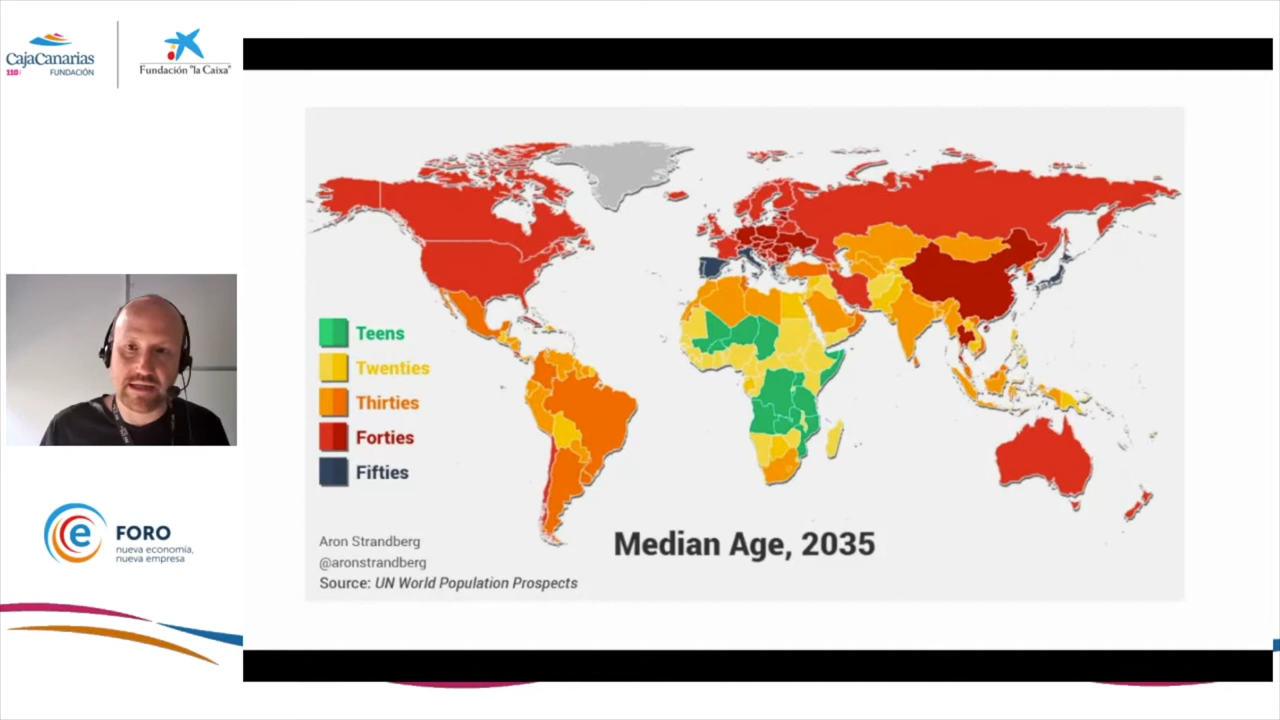 CajaCanarias
110
FUNDACIÓN
Fundación "la Caixa"
Teens
Twenties
Thirties
Forties
Fifties
Aron Strandberg
@aronstrandberg
Source: UN World Population Prospects
Median Age, 2035
e
FORO
nueva economía,
nueva empresa